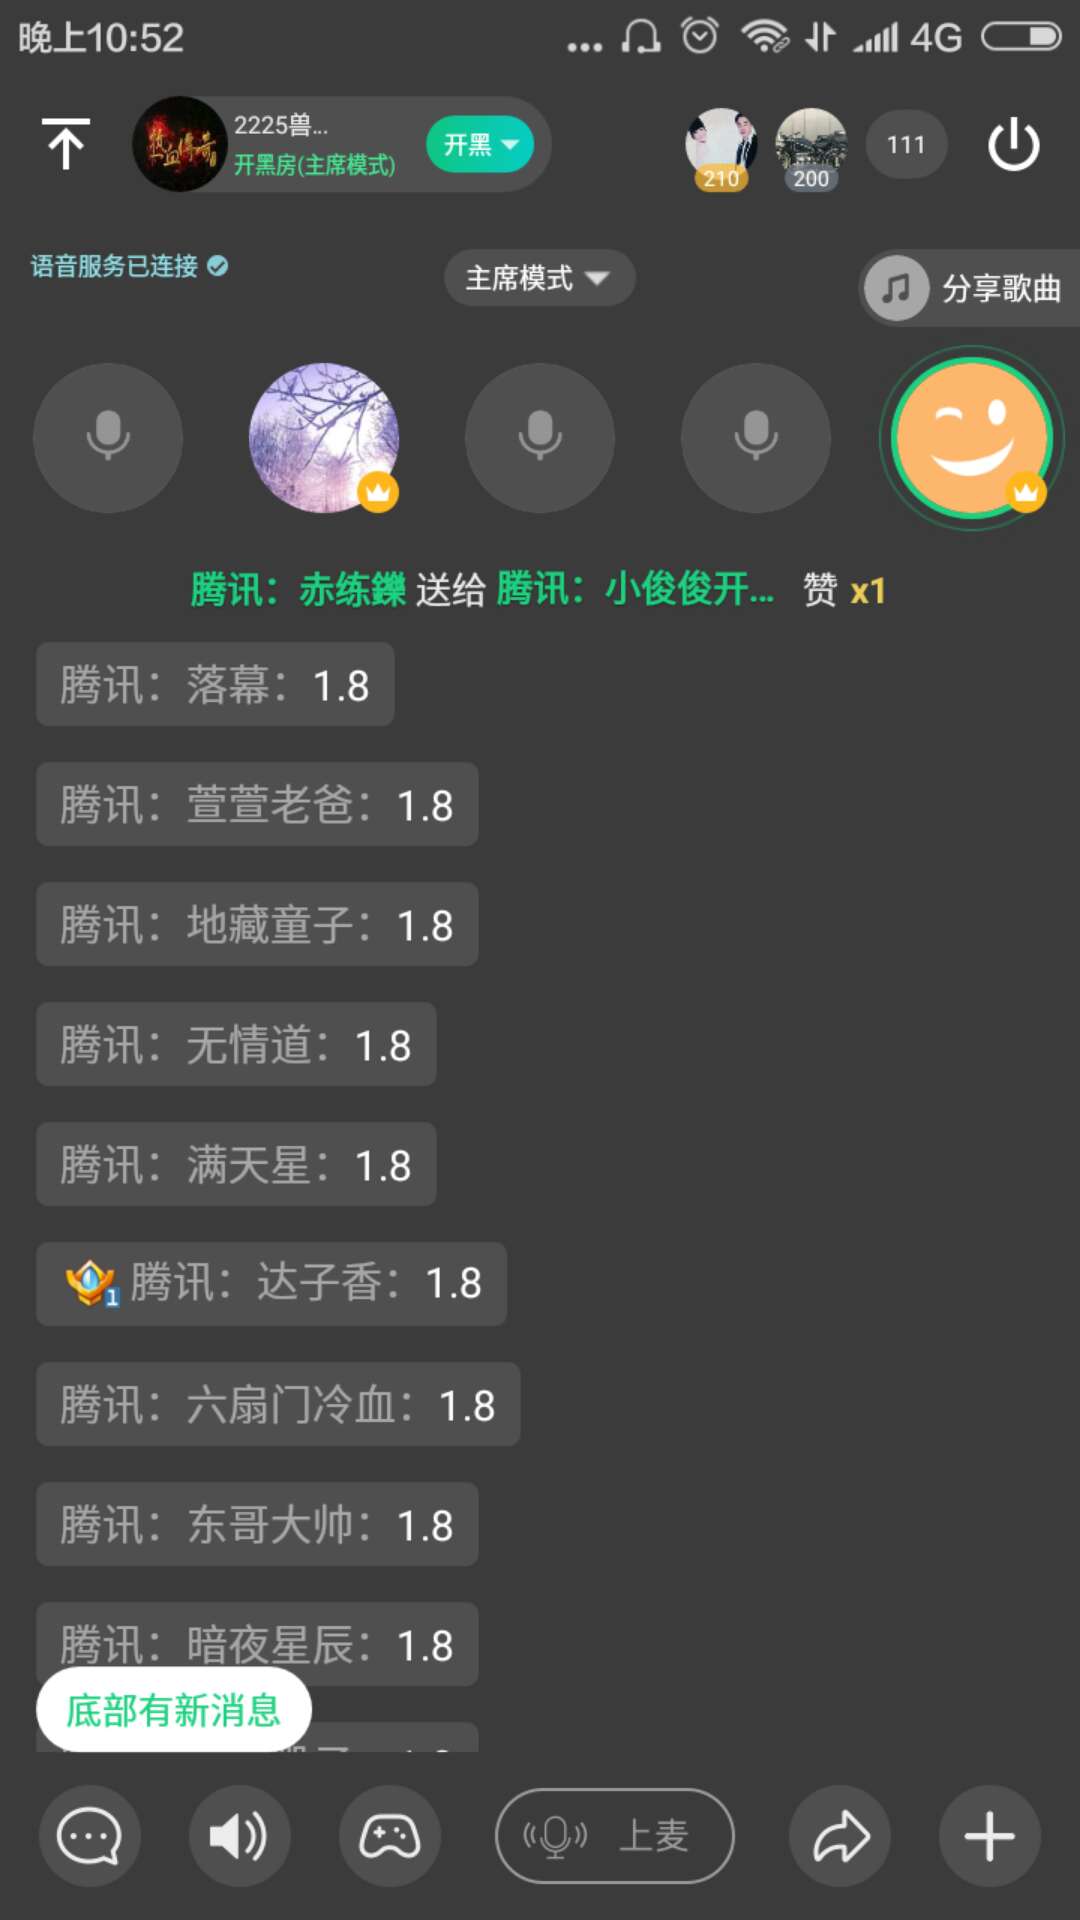 晚上10:52
4G
2225兽...
开黑房(主席模式)
开黑
210
200
111
语音服务已连接
主席模式
分享歌曲
腾讯：赤练鑠 送给 腾讯：小俊俊开... 赞 x1
腾讯：落幕：1.8
腾讯：萱萱老爸：1.8
腾讯：地藏童子：1.8
腾讯：无情道：1.8
腾讯：满天星：1.8
1 腾讯：达子香：1.8
腾讯：六扇门冷血：1.8
腾讯：东哥大帅：1.8
腾讯：暗夜星辰：1.8
底部有新消息
上麦